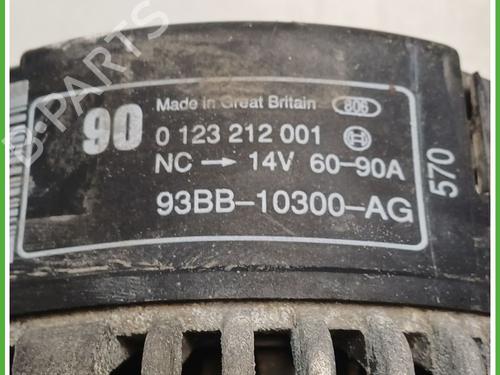 90
Made in Great Britain 806
0 123 212 001
NC → 14V 60-90A
93BB-10300-AG
570
B-PARTS